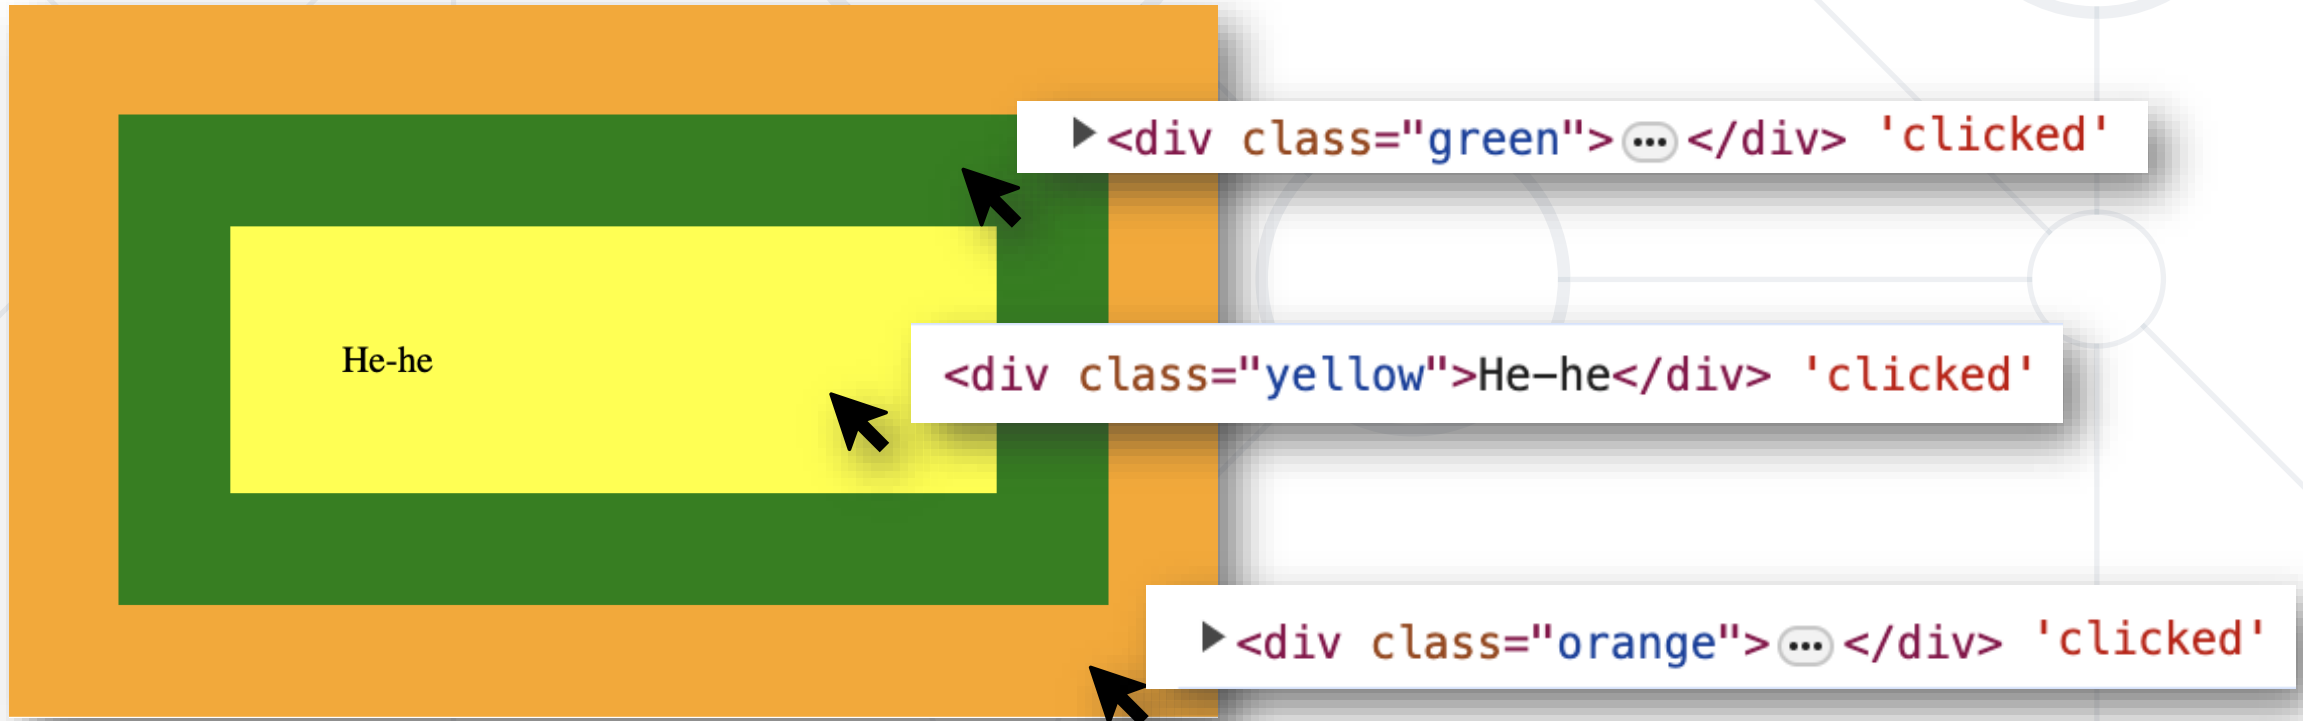 <div class="green">…</div> 'clicked'
He-he
<div class="yellow">He-he</div> 'clicked'
<div class="orange">…</div> 'clicked'